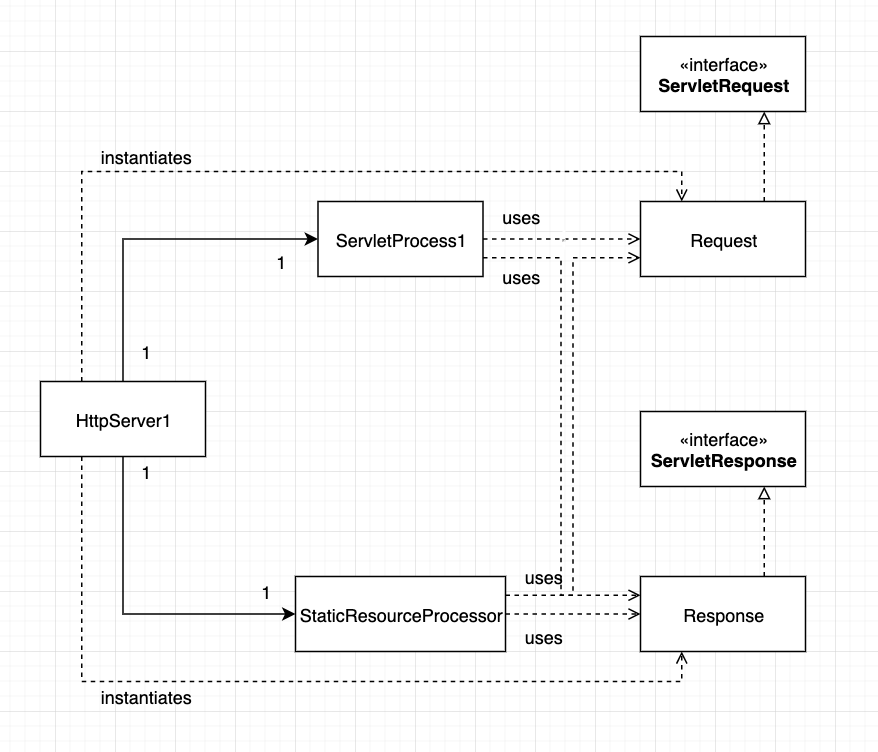 «interface»
ServletRequest
instantiates
uses
ServletProcess1
Request
1
uses
1
HttpServer1
«interface»
ServletResponse
1
uses
1
StaticResourceProcessor
Response
uses
instantiates